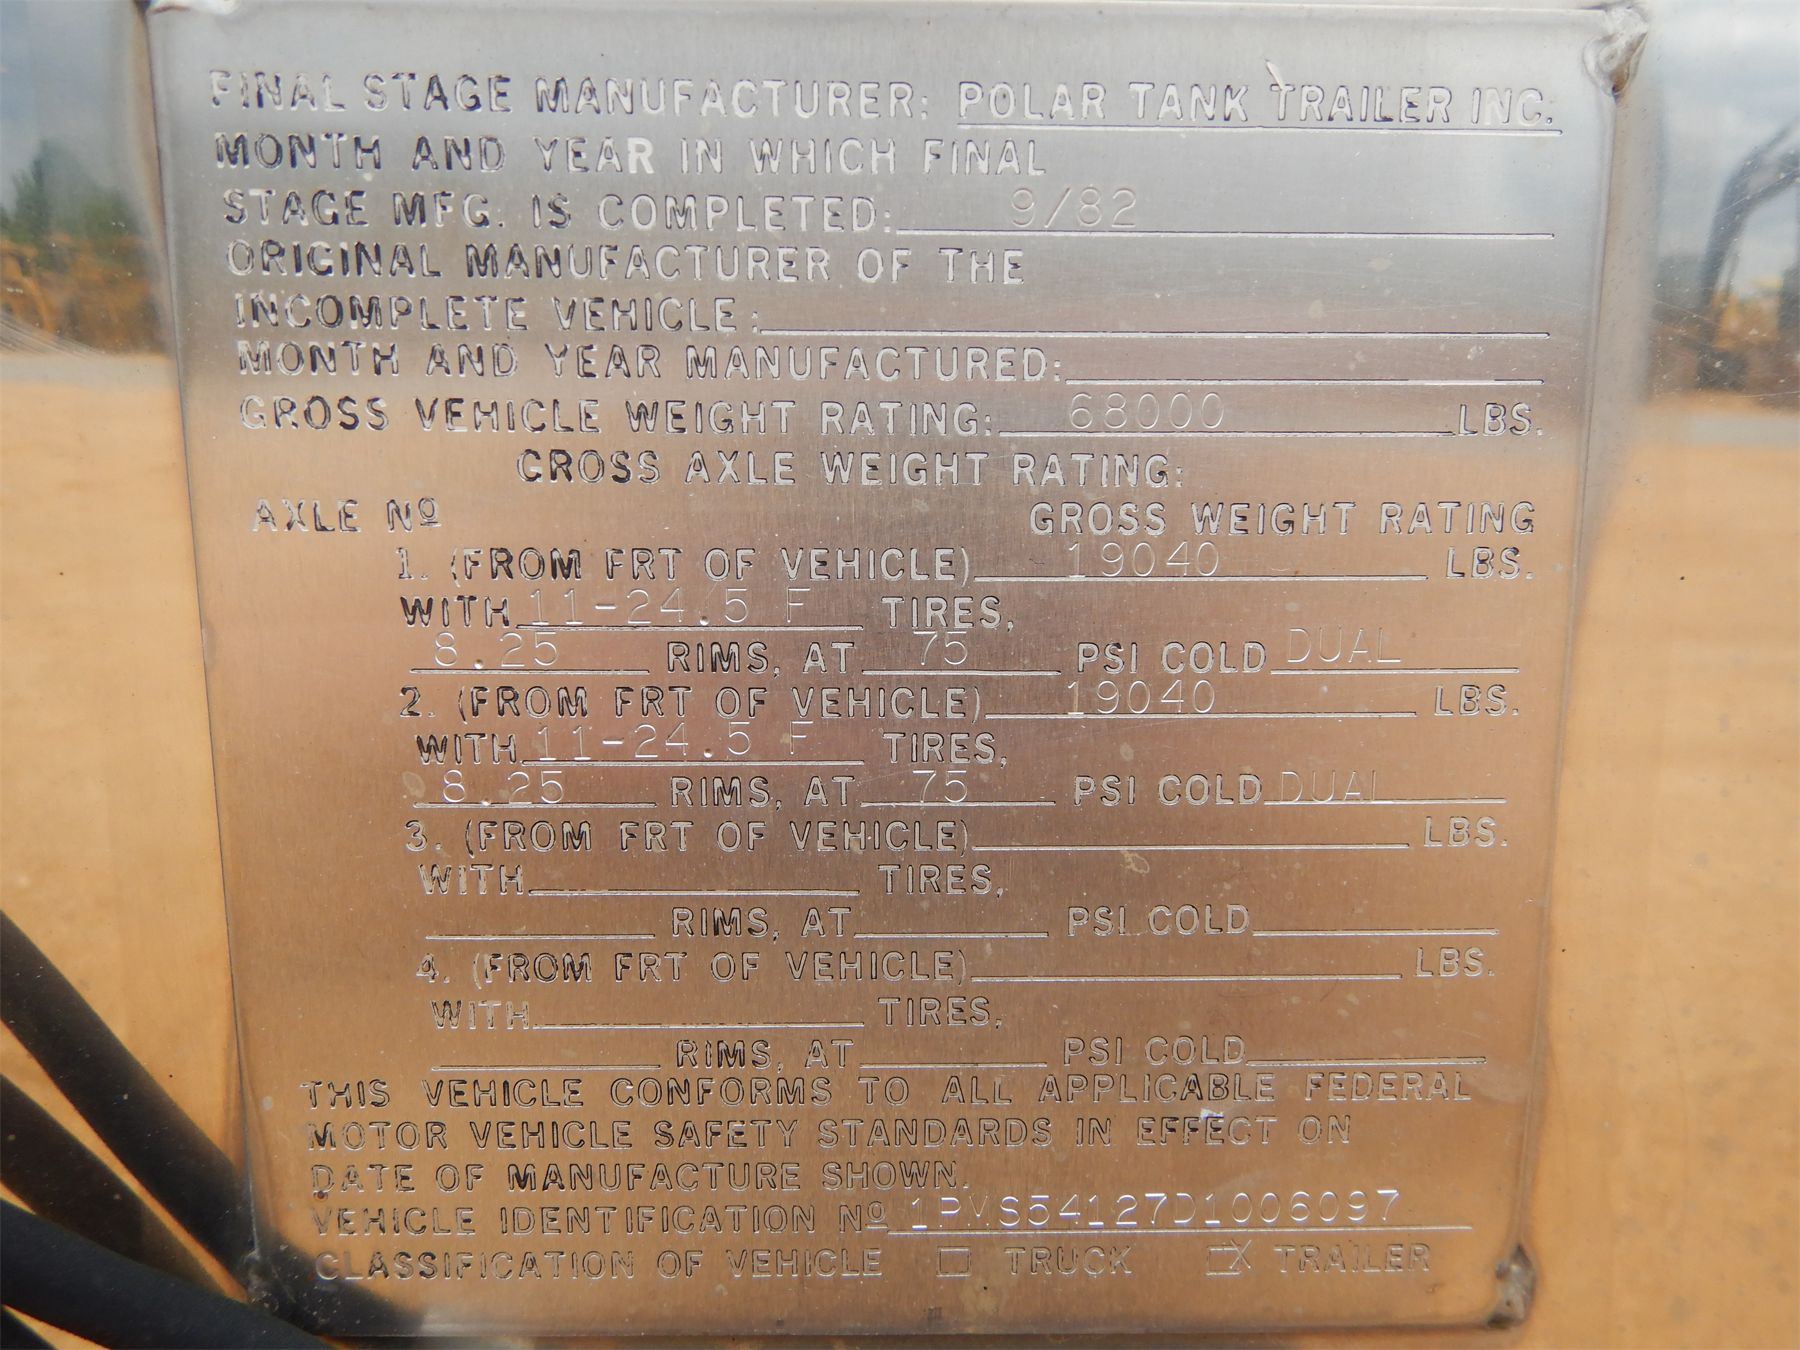 FINAL STAGE MANUFACTURER: POLAR TANK TRAILER INC.
MONTH AND YEAR IN WHICH FINAL
STAGE MFG. IS COMPLETED: 9/82
ORIGINAL MANUFACTURER OF THE
INCOMPLETE VEHICLE:
MONTH AND YEAR MANUFACTURED:
GROSS VEHICLE WEIGHT RATING: 68000 LBS.
GROSS AXLE WEIGHT RATING:
AXLE Nº GROSS WEIGHT RATING
1. (FROM FRT OF VEHICLE) 19040 LBS.
WITH 11-24.5 F TIRES,
8.25 RIMS, AT 75 PSI COLD DUAL
2. (FROM FRT OF VEHICLE) 19040 LBS.
WITH 11-24.5 F TIRES,
8.25 RIMS, AT 75 PSI COLD DUAL
3. (FROM FRT OF VEHICLE) LBS.
WITH TIRES,
RIMS, AT PSI COLD
4. (FROM FRT OF VEHICLE) LBS.
WITH TIRES,
RIMS, AT PSI COLD
THIS VEHICLE CONFORMS TO ALL APPLICABLE FEDERAL
MOTOR VEHICLE SAFETY STANDARDS IN EFFECT ON
DATE OF MANUFACTURE SHOWN.
VEHICLE IDENTIFICATION Nº 1PMS54127D1006097
CLASSIFICATION OF VEHICLE □ TRUCK □X TRAILER